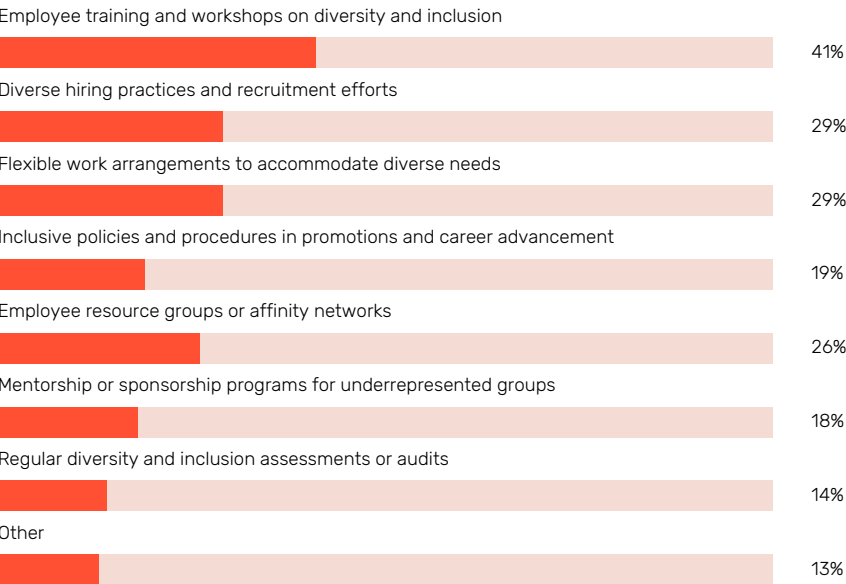 Employee training and workshops on diversity and inclusion
41%
Diverse hiring practices and recruitment efforts
29%
Flexible work arrangements to accommodate diverse needs
29%
Inclusive policies and procedures in promotions and career advancement
19%
Employee resource groups or affinity networks
26%
Mentorship or sponsorship programs for underrepresented groups
18%
Regular diversity and inclusion assessments or audits
14%
Other
13%